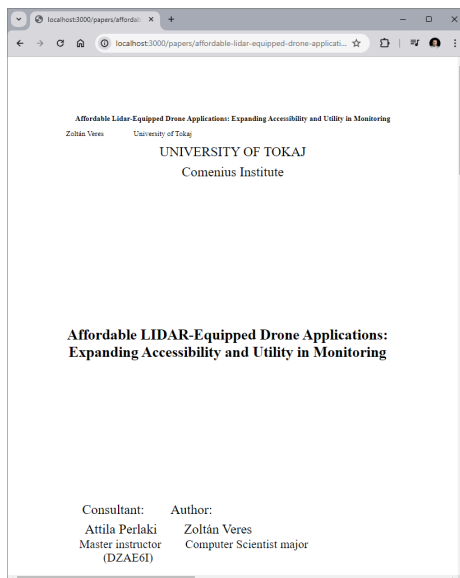 localhost:3000/papers/affordabl
localhost:3000/papers/affordable-lidar-equipped-drone-applicati...
Affordable Lidar-Equipped Drone Applications: Expanding Accessibility and Utility in Monitoring
Zoltán Veres University of Tokaj
UNIVERSITY OF TOKAJ
Comenius Institute
Affordable LIDAR-Equipped Drone Applications:
Expanding Accessibility and Utility in Monitoring
Consultant: Author:
Attila Perlaki Zoltán Veres
Master instructor Computer Scientist major
(DZAE6I)